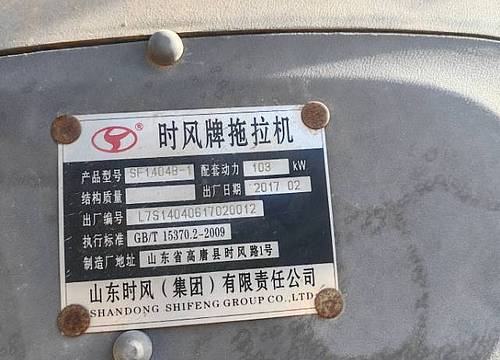 ® 时风牌拖拉机
产品型号 SF1404B-1 配套动力 103 kW
结构质量 出厂日期 2017 02
出厂编号 L7S14040617020012
执行标准 GB/T 15370.2-2009
制造厂地址 山东省高唐县时风路1号
山东时风(集团)有限责任公司
SHANDONG SHIFENG GROUP CO.,LTD.